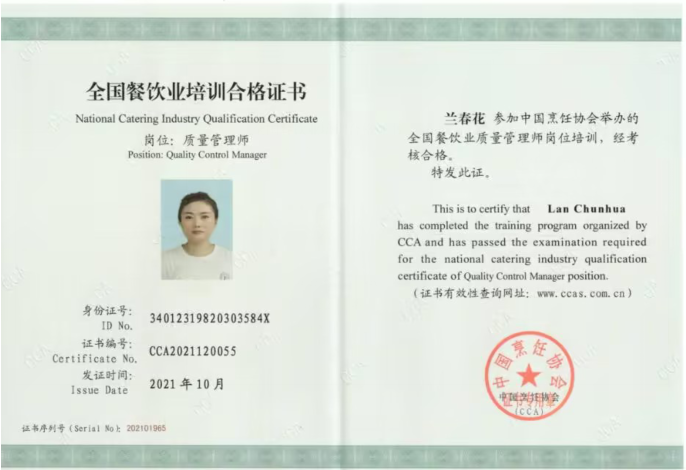 全国餐饮业培训合格证书
National Catering Industry Qualification Certificate
岗位：质量管理师
Position: Quality Control Manager
身份证号：
ID No.
34012319820303584X
证书编号：
Certificate No.
CCA2021120055
发证时间：
Issue Date
2021 年 10 月
证书序列号（Serial No）：202101965
兰春花 参加中国烹饪协会举办的
全国餐饮业质量管理师岗位培训，经考
核合格。
特发此证。
This is to certify that Lan Chunhua
has completed the training program organized by
CCA and has passed the examination required
for the national catering industry qualification
certificate of Quality Control Manager position.
（证书有效性查询网址：www.ccas.com.cn）
中国烹饪协会
中国烹饪协会
（CCA）